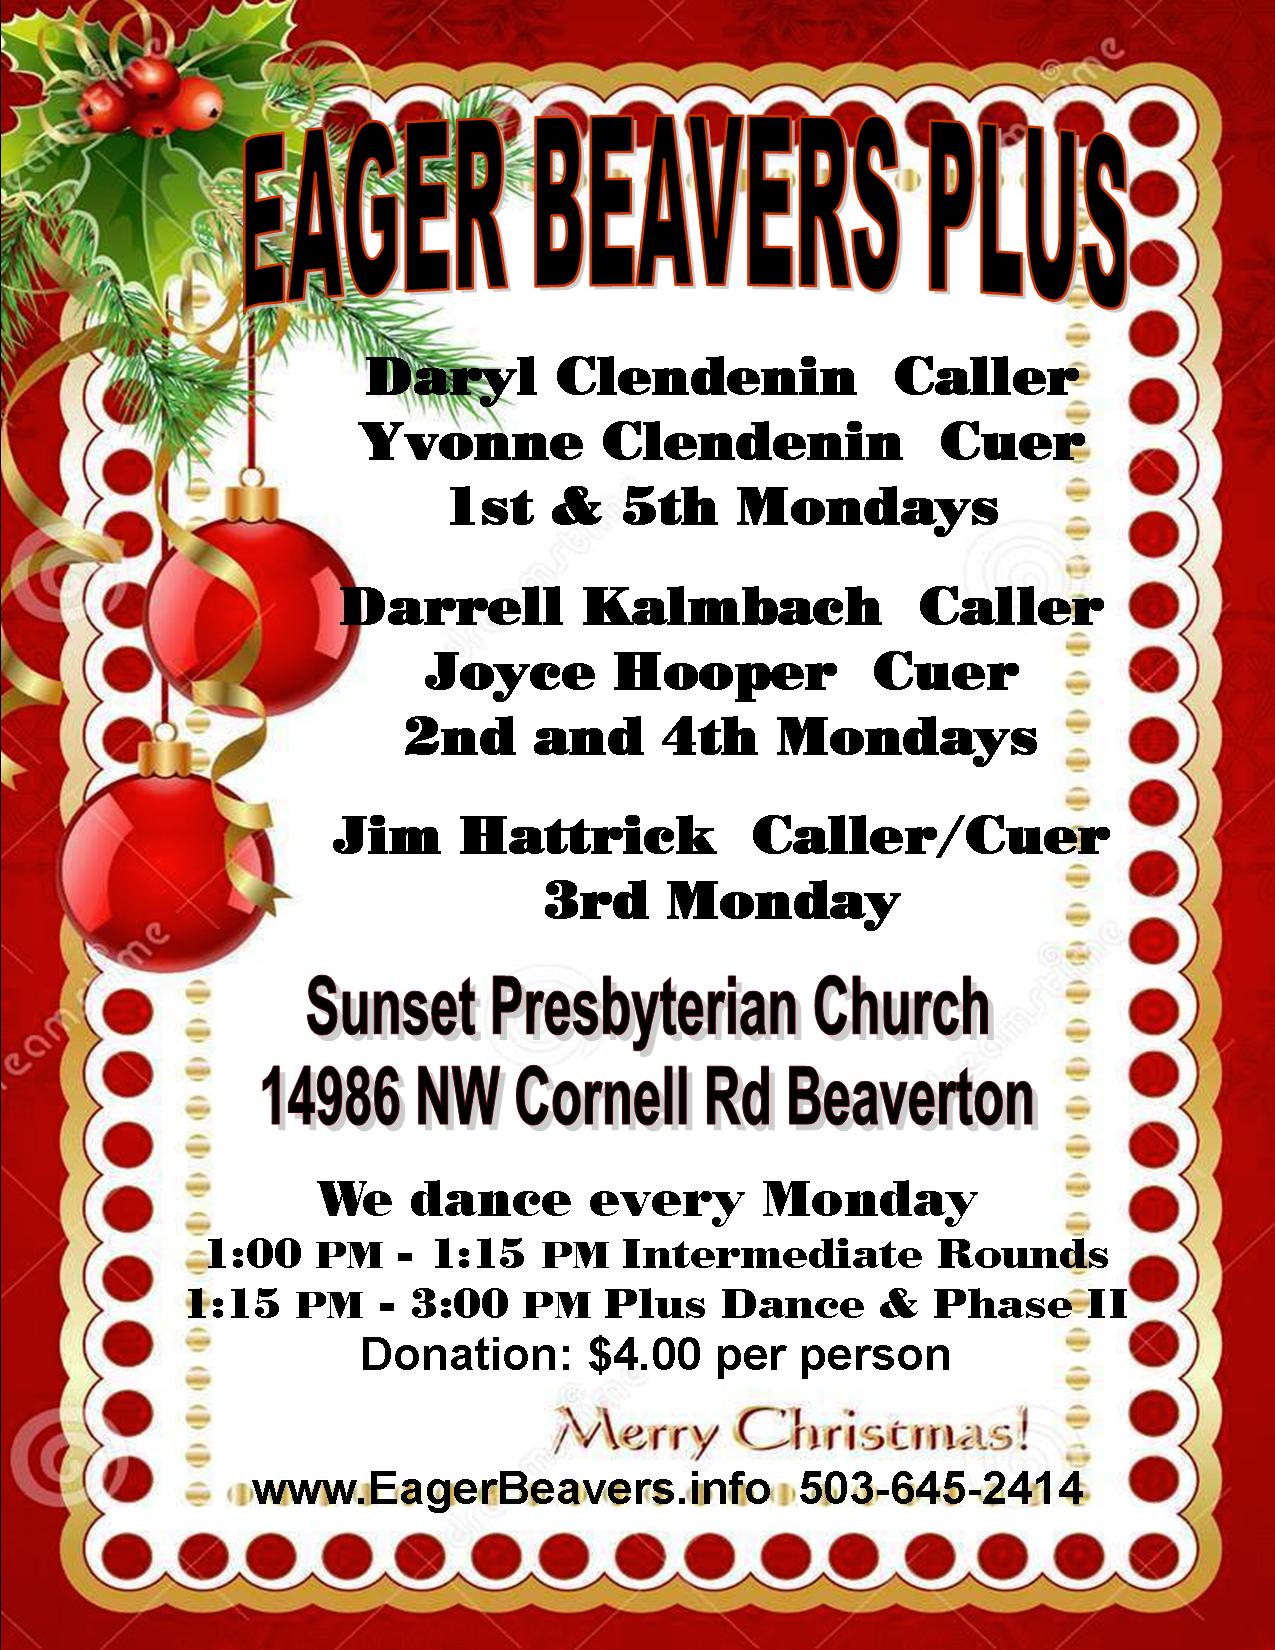 EAGER BEAVERS PLUS
Daryl Clendenin Caller
Yvonne Clendenin Cuer
1st & 5th Mondays
Darrell Kalmbach Caller
Joyce Hooper Cuer
2nd and 4th Mondays
Jim Hattrick Caller/Cuer
3rd Monday
Sunset Presbyterian Church
14986 NW Cornell Rd Beaverton
We dance every Monday
1:00 PM - 1:15 PM Intermediate Rounds
1:15 PM - 3:00 PM Plus Dance & Phase II
Donation: $4.00 per person
Merry Christmas!
www.EagerBeavers.info 503-645-2414